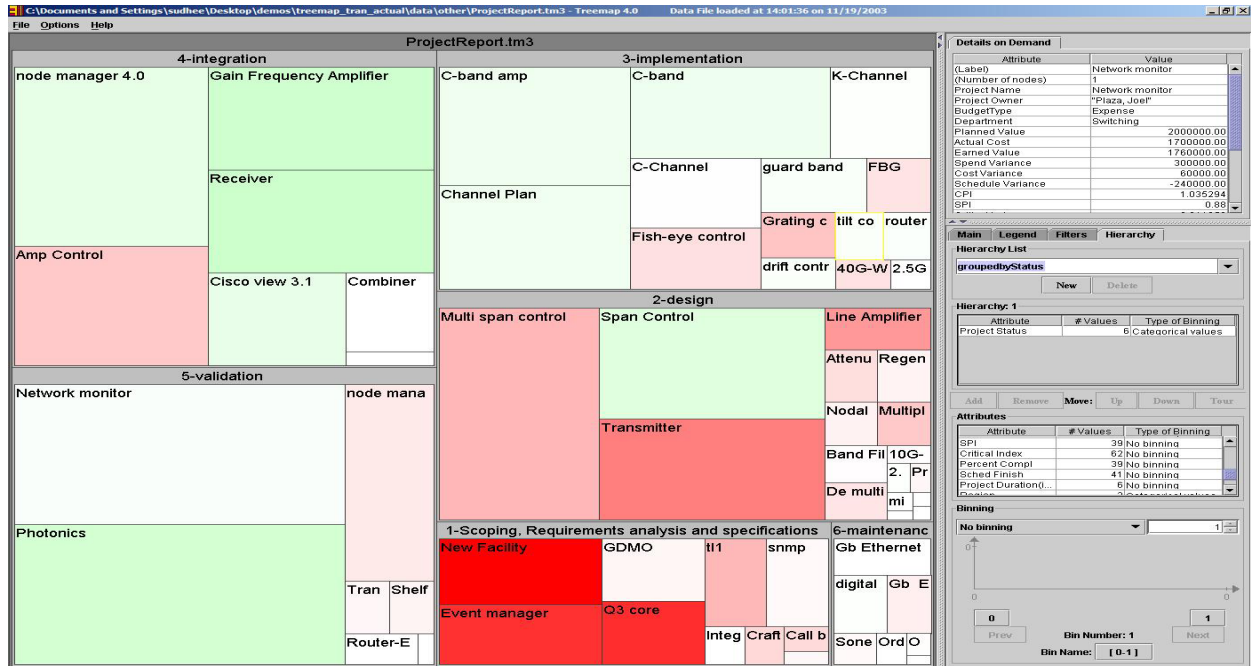 C:\Documents and Settings\sudhee\Desktop\demos\treemap_tran_actual\data\other\ProjectReport.tm3 - Treemap 4.0 Data File loaded at 14:01:36 on 11/19/2003
File Options Help
ProjectReport.tm3
4-integration
node manager 4.0
Gain Frequency Amplifier
Receiver
Amp Control
Cisco view 3.1
Combiner
5-validation
Network monitor
node mana
Photonics
Tran
Shelf
Router-E
3-implementation
C-band amp
C-band
K-Channel
C-Channel
guard band
FBG
Channel Plan
Grating c
tilt co
router
Fish-eye control
drift contr
40G-W
2.5G
2-design
Multi span control
Span Control
Line Amplifier
Attenu
Regen
Nodal
Multipl
Transmitter
Band Fil
10G-
2.
Pr
De multi
mi
1-Scoping, Requirements analysis and specifications
New Facility
GDMO
tl1
snmp
Event manager
Q3 core
Integ
Craft
Call b
6-maintenanc
Gb Ethernet
digital
Gb E
Sone
Ord
O
Details on Demand
Attribute Value
(Label) Network monitor
(Number of nodes) 1
Project Name Network monitor
Project Owner "Plaza, Joel"
BudgetType Expense
Department Switching
Planned Value 2000000.00
Actual Cost 1700000.00
Earned Value 1760000.00
Spend Variance 300000.00
Cost Variance 60000.00
Schedule Variance -240000.00
CPI 1.035294
SPI 0.88
Main Legend Filters Hierarchy
Hierarchy List
groupedbyStatus
New Delete
Hierarchy: 1
Attribute # Values Type of Binning
Project Status 6 Categorical values
Add Remove Move: Up Down Tour
Attributes
Attribute # Values Type of Binning
SPI 39 No binning
Critical Index 62 No binning
Percent Compl 39 No binning
Sched Finish 41 No binning
Project Duration(i... 6 No binning
Binning
No binning 1
0
0 0
0 1
Prev Bin Number: 1 Next
Bin Name: [ 0-1 ]